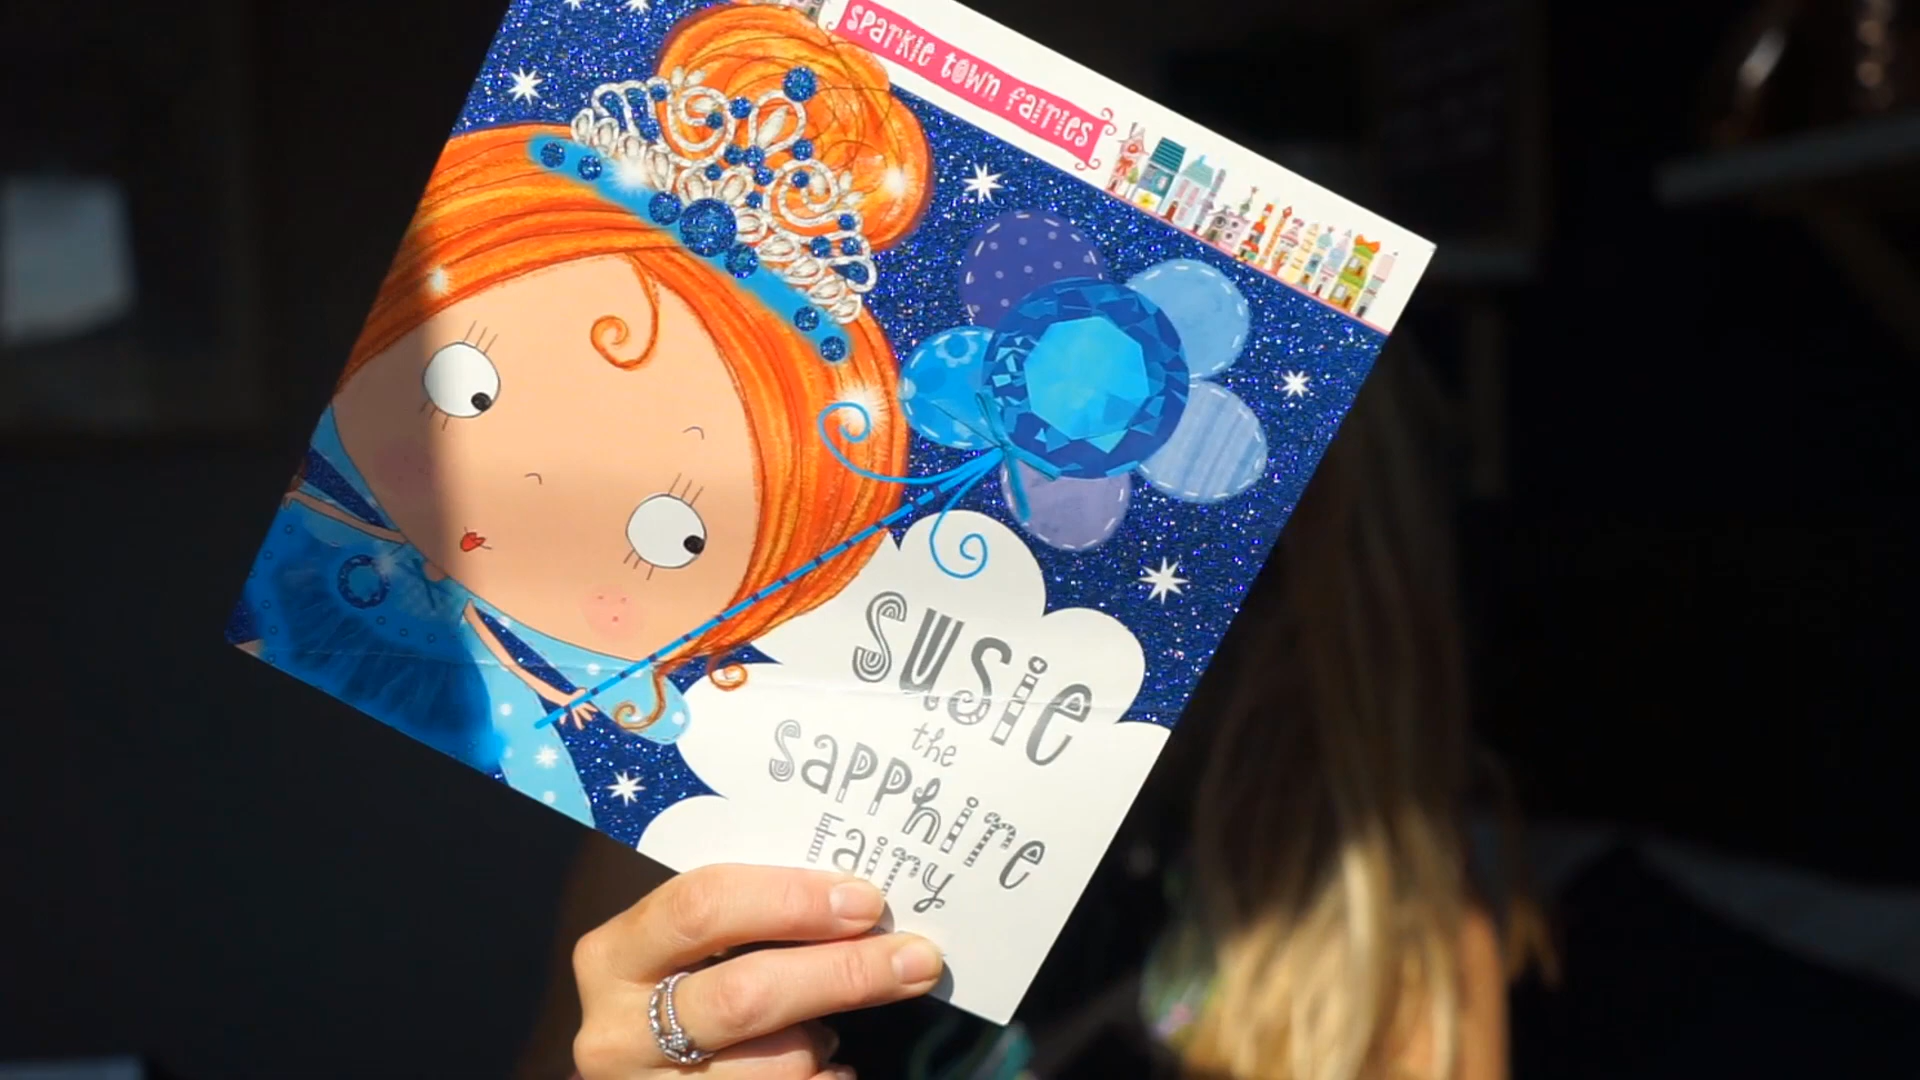 sparkle town fairies
Susie
the
Sapphire
Fairy